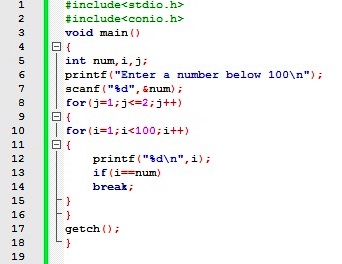 1 #include<stdio.h>
2 #include<conio.h>
3 void main()
4 {
5 int num,i,j;
6 printf("Enter a number below 100\n");
7 scanf("%d",&num);
8 for(j=1;j<=2;j++)
9 {
10 for(i=1;i<100;i++)
11 {
12 printf("%d\n",i);
13 if(i==num)
14 break;
15 }
16 }
17 getch();
18 }
19